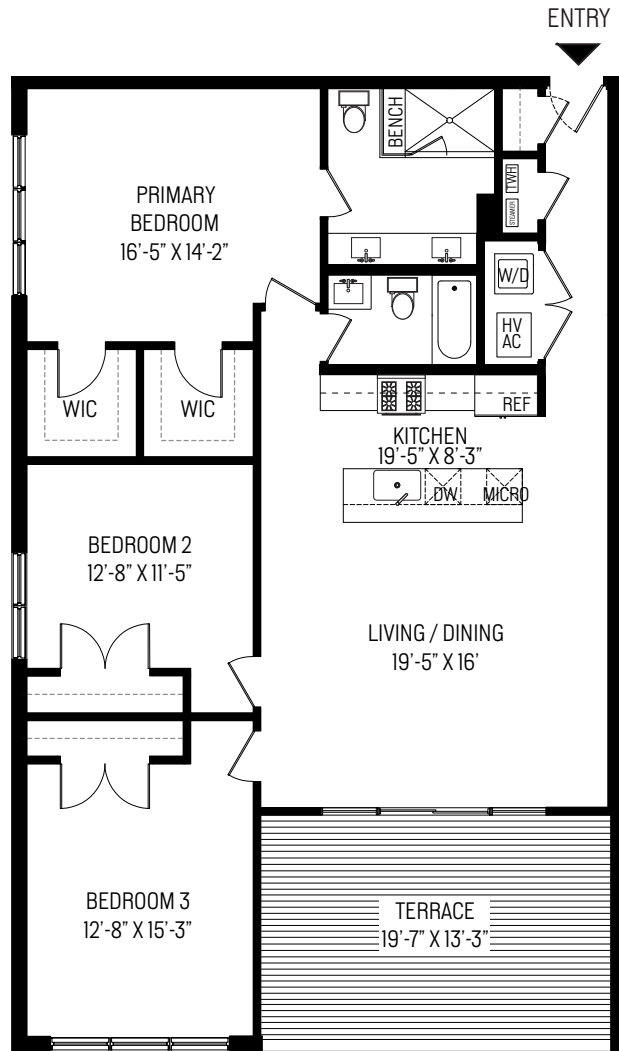 ENTRY
BENCH
TWH
STEAMER
PRIMARY
BEDROOM
16'-5" X 14'-2"
W/D
HV
AC
WIC
WIC
REF
KITCHEN
19'-5" X 8'-3"
DW
MICRO
BEDROOM 2
12'-8" X 11'-5"
LIVING / DINING
19'-5" X 16'
BEDROOM 3
12'-8" X 15'-3"
TERRACE
19'-7" X 13'-3"